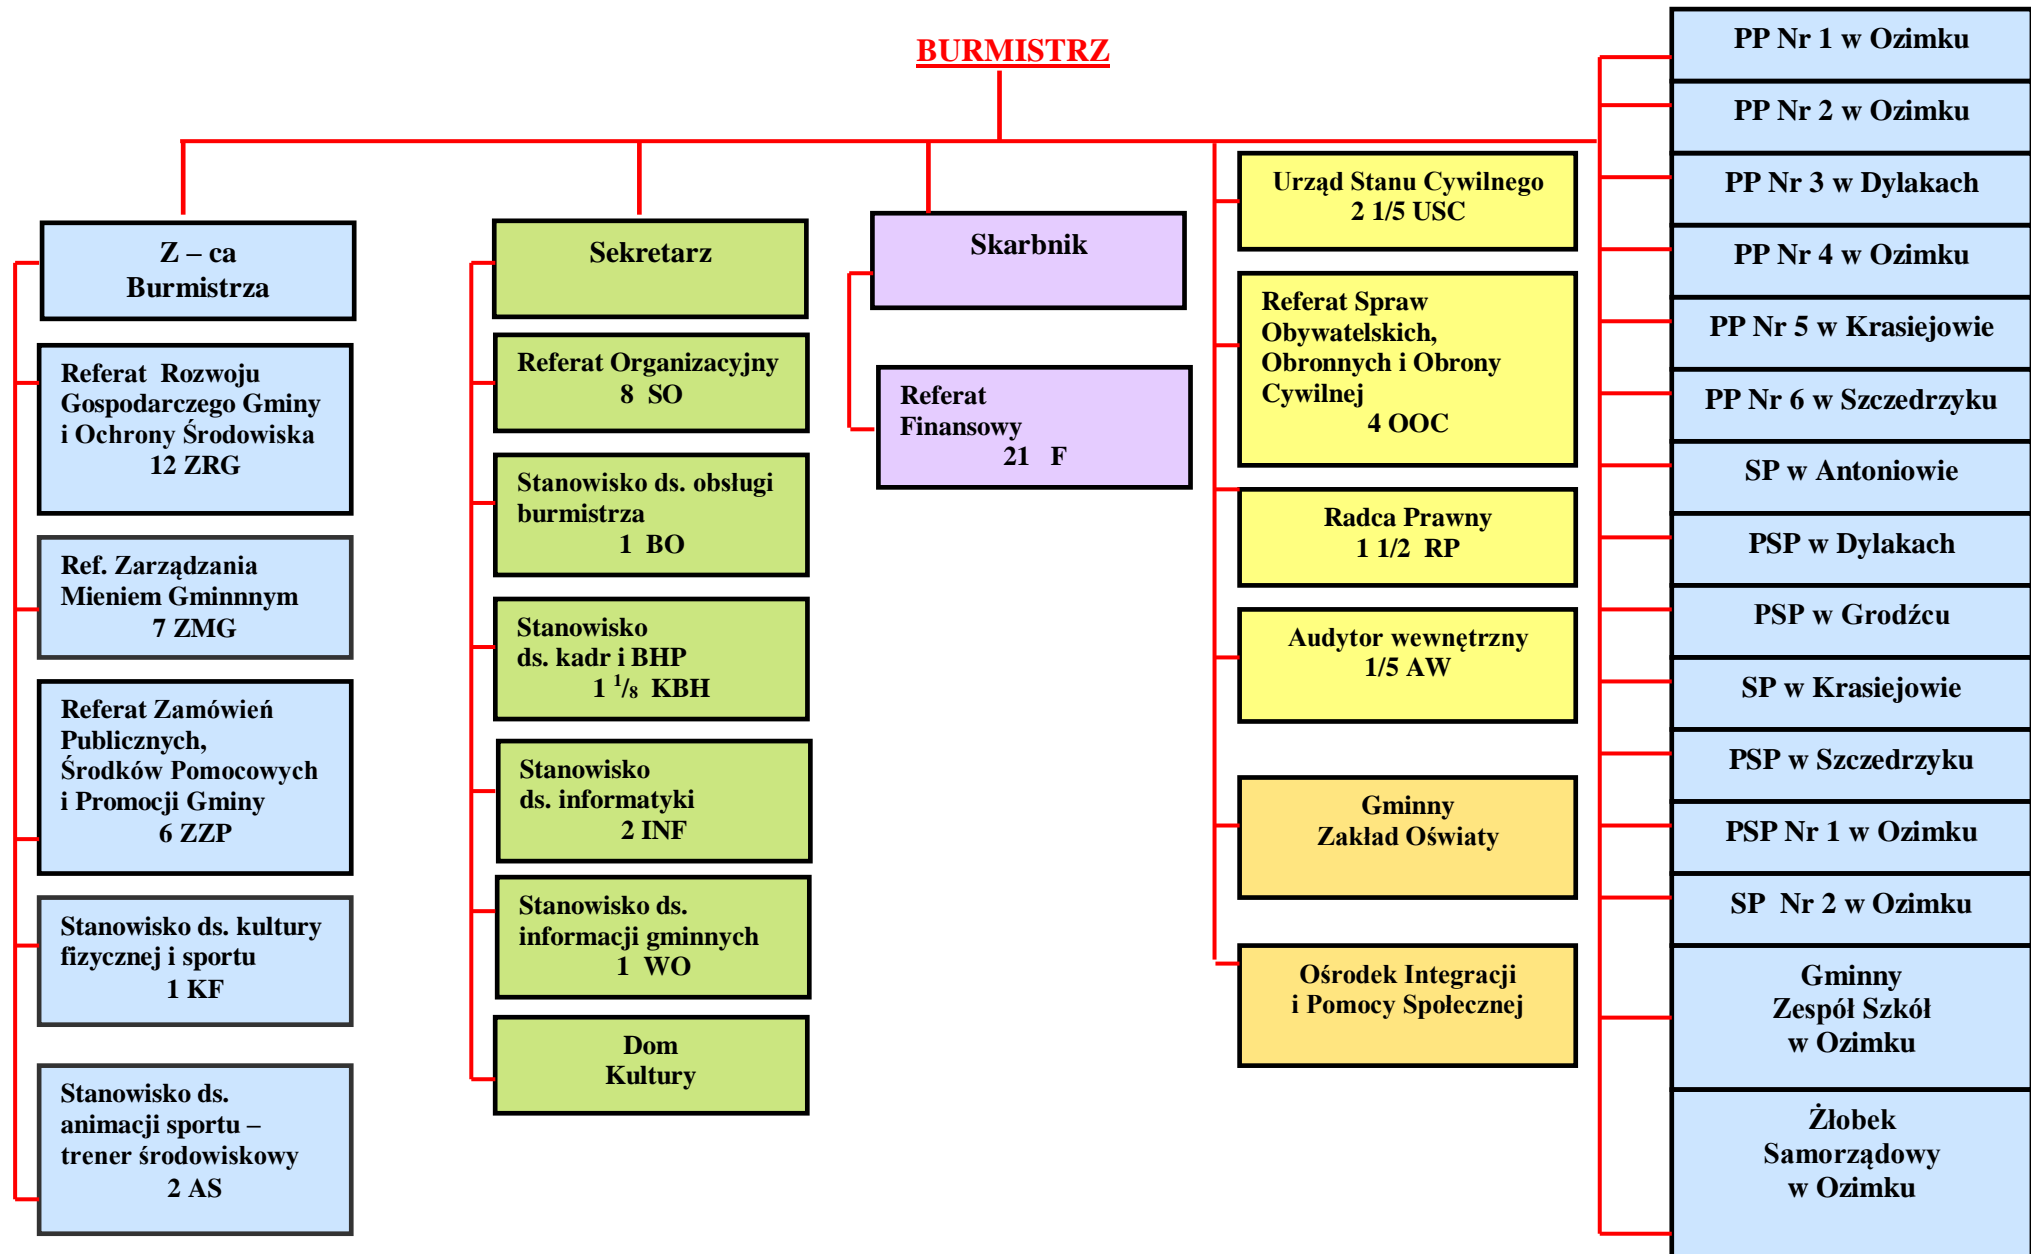 BURMISTRZ
Z – ca
Burmistrza
Referat  Rozwoju
Gospodarczego Gminy
i Ochrony Środowiska
12 ZRG
Ref. Zarządzania
Mieniem Gminnnym
7 ZMG
Referat Zamówień
Publicznych,
Środków Pomocowych
i Promocji Gminy
6 ZZP
Stanowisko ds. kultury
fizycznej i sportu
1 KF
Stanowisko ds.
animacji sportu –
trener środowiskowy
2 AS
Sekretarz
Referat Organizacyjny
8  SO
Stanowisko ds. obsługi
burmistrza
1  BO
Stanowisko
ds. kadr i BHP
1 1/8  KBH
Stanowisko
ds. informatyki
2 INF
Stanowisko ds.
informacji gminnych
1  WO
Dom
Kultury
Skarbnik
Referat
Finansowy
21   F
Urząd Stanu Cywilnego
2 1/5 USC
Referat Spraw
Obywatelskich,
Obronnych i Obrony
Cywilnej
4 OOC
Radca Prawny
1 1/2  RP
Audytor wewnętrzny
1/5 AW
Gminny
Zakład Oświaty
Ośrodek Integracji
i Pomocy Społecznej
PP Nr 1 w Ozimku
PP Nr 2 w Ozimku
PP Nr 3 w Dylakach
PP Nr 4 w Ozimku
PP Nr 5 w Krasiejowie
PP Nr 6 w Szczedrzyku
SP w Antoniowie
PSP w Dylakach
PSP w Grodźcu
SP w Krasiejowie
PSP w Szczedrzyku
PSP Nr 1 w Ozimku
SP  Nr 2 w Ozimku
Gminny
Zespół Szkół
w Ozimku
Żłobek
Samorządowy
w Ozimku